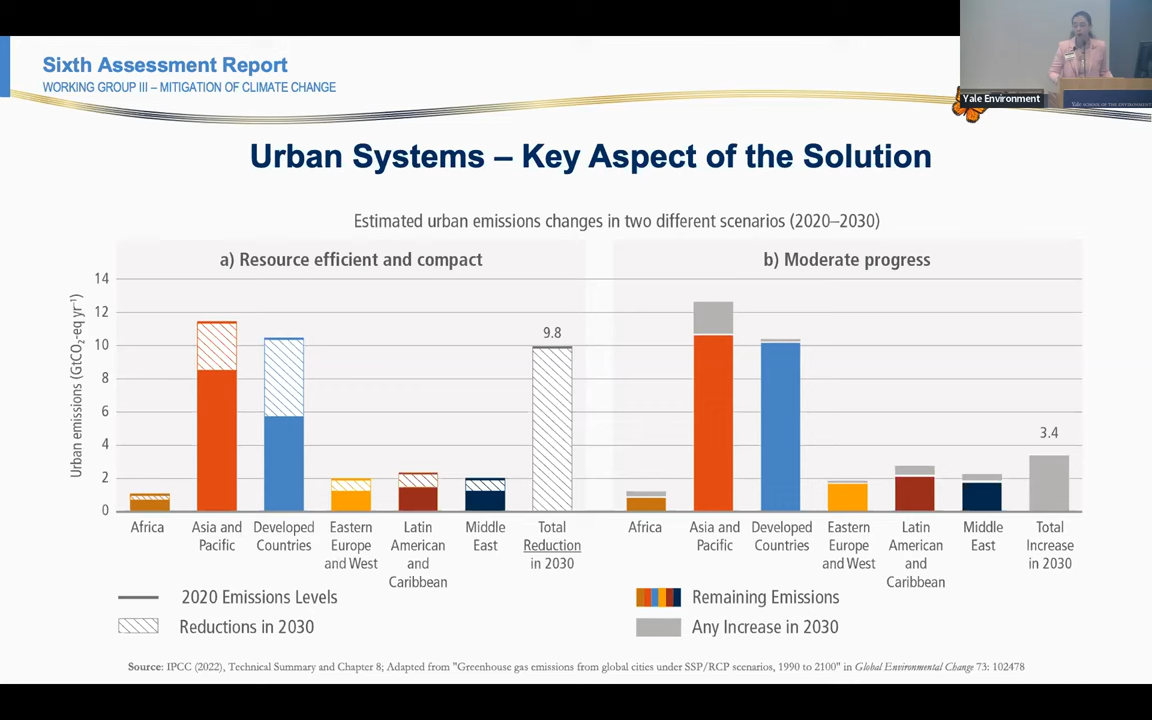 Sixth Assessment Report
WORKING GROUP III – MITIGATION OF CLIMATE CHANGE
Yale Environment
Urban Systems – Key Aspect of the Solution
Estimated urban emissions changes in two different scenarios (2020–2030)
a) Resource efficient and compact
b) Moderate progress
Urban emissions (GtCO₂-eq yr⁻¹)
14
12
10
8
6
4
2
0
9.8
3.4
Africa
Asia and
Pacific
Developed
Countries
Eastern
Europe
and West
Latin
American
and
Caribbean
Middle
East
Total
Reduction
in 2030
Africa
Asia and
Pacific
Developed
Countries
Eastern
Europe
and West
Latin
American
and
Caribbean
Middle
East
Total
Increase
in 2030
2020 Emissions Levels
Reductions in 2030
Remaining Emissions
Any Increase in 2030
Source: IPCC (2022), Technical Summary and Chapter 8; Adapted from "Greenhouse gas emissions from global cities under SSP/RCP scenarios, 1990 to 2100" in Global Environmental Change 73: 102478